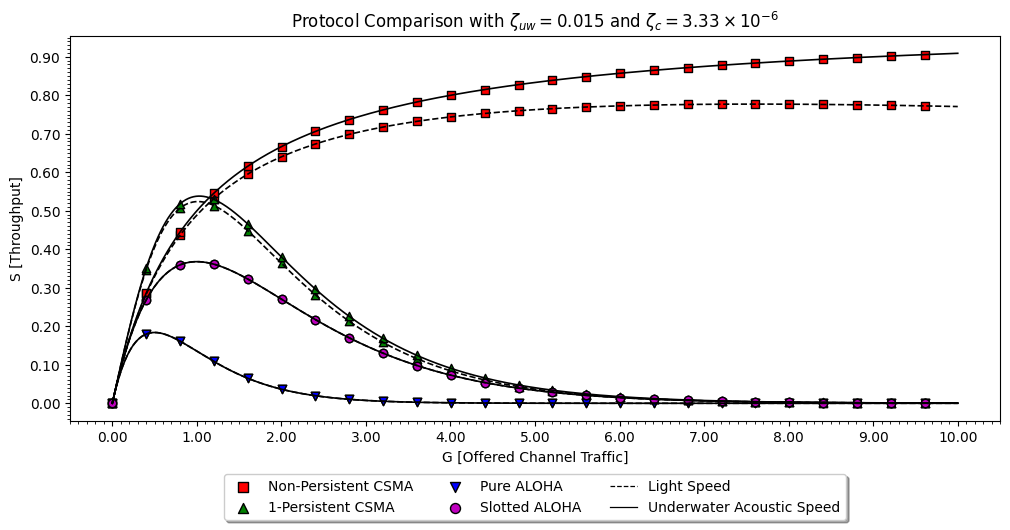 Protocol Comparison with ζuw = 0.015 and ζc = 3.33 × 10⁻⁶
S [Throughput]
0.90
0.80
0.70
0.60
0.50
0.40
0.30
0.20
0.10
0.00
0.00 1.00 2.00 3.00 4.00 5.00 6.00 7.00 8.00 9.00 10.00
G [Offered Channel Traffic]
Non-Persistent CSMA Pure ALOHA Light Speed
1-Persistent CSMA Slotted ALOHA Underwater Acoustic Speed